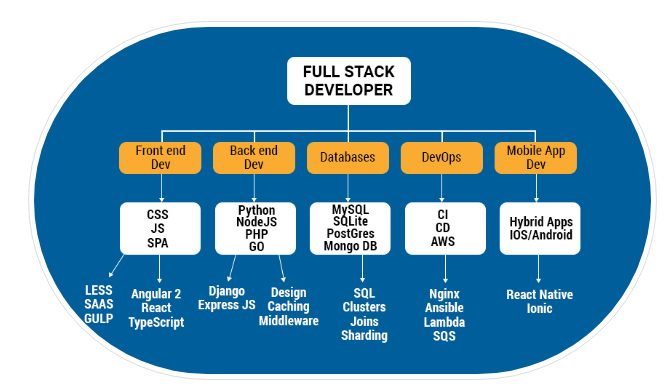 FULL STACK
DEVELOPER
Front end
Dev
Back end
Dev
Databases
DevOps
Mobile App
Dev
CSS
JS
SPA
Python
NodeJS
PHP
GO
MySQL
SQLite
PostGres
Mongo DB
CI
CD
AWS
Hybrid Apps
IOS/Android
LESS
SAAS
GULP
Angular 2
React
TypeScript
Django
Express JS
Design
Caching
Middleware
SQL
Clusters
Joins
Sharding
Nginx
Ansible
Lambda
SQS
React Native
Ionic